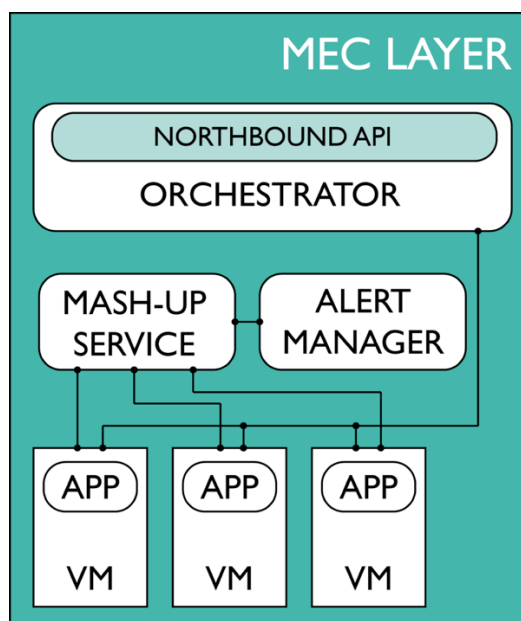 MEC LAYER
NORTHBOUND API
ORCHESTRATOR
MASH-UP
SERVICE
ALERT
MANAGER
APP
VM
APP
VM
APP
VM